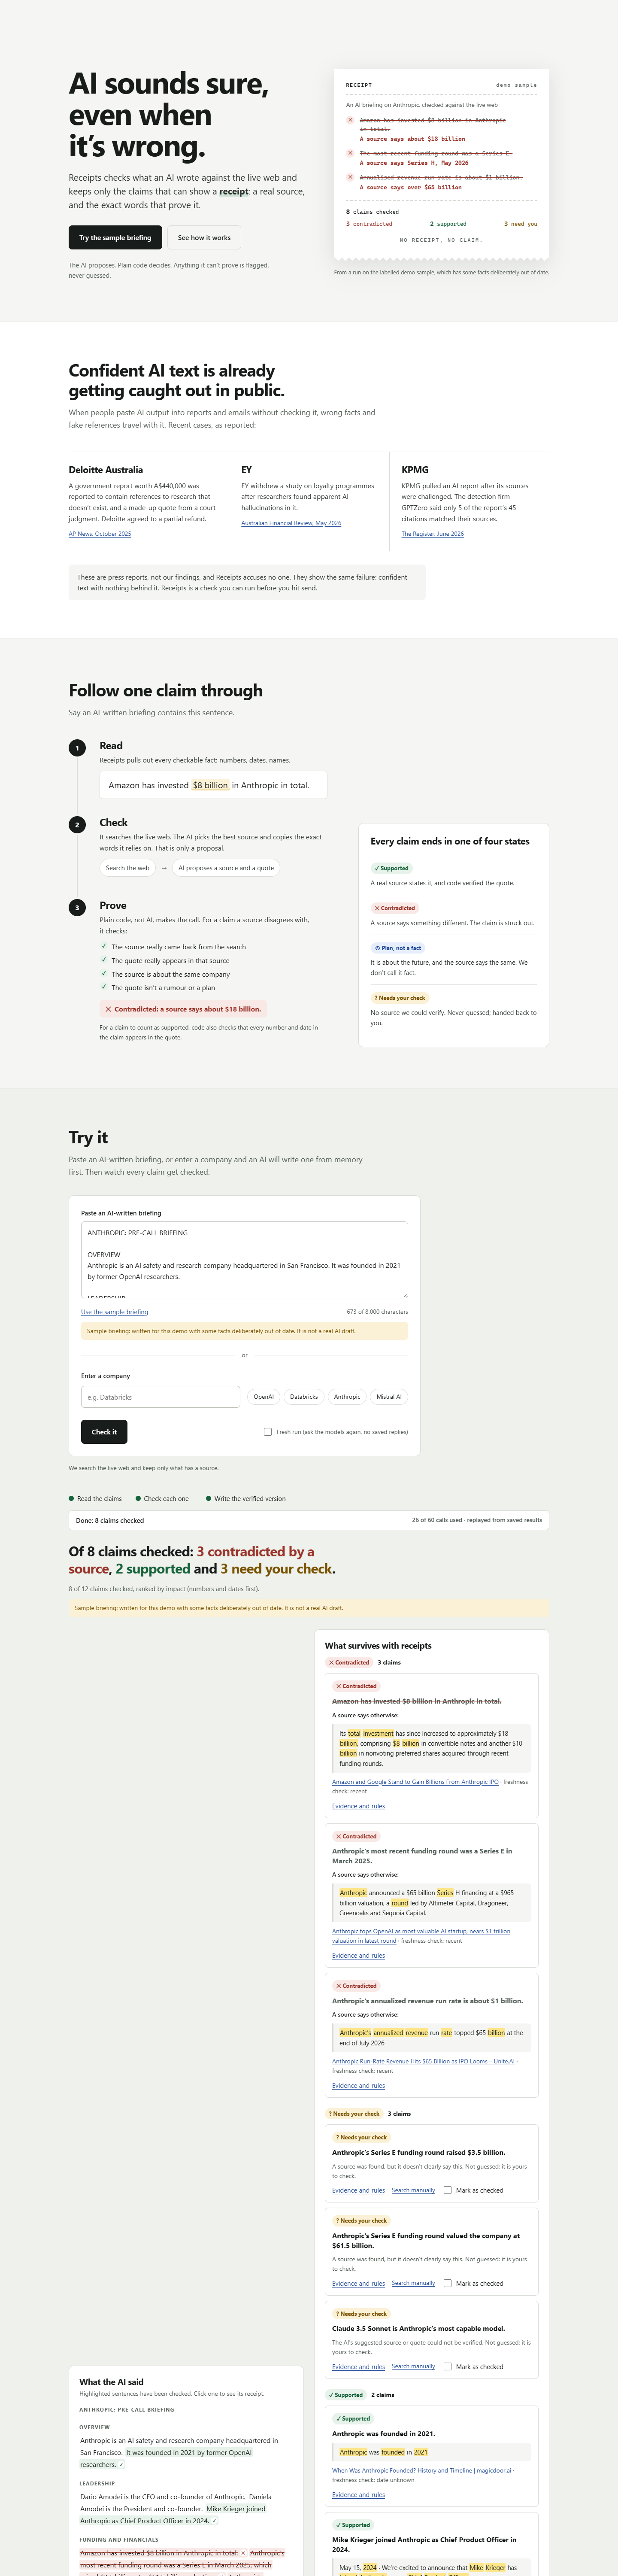 AI sounds sure,
even when
it's wrong.
Receipts checks what an AI wrote against the live web and
keeps only the claims that can show a receipt: a real source,
and the exact words that prove it.
Try the sample briefing
See how it works
The AI proposes. Plain code decides. Anything it can't prove is flagged,
never guessed.
RECEIPT
demo sample
An AI briefing on Anthropic, checked against the live web
Amazon has invested $8 billion in Anthropic
in total.
A source says about $18 billion
The most recent funding round was a Series E.
A source says Series H, May 2026
Annualised revenue run rate is about $1 billion.
A source says over $65 billion
8 claims checked
3 contradicted
2 supported
3 need you
NO RECEIPT, NO CLAIM.
From a run on the labelled demo sample, which has some facts deliberately out of date.
Confident AI text is already
getting caught out in public.
When people paste AI output into reports and emails without checking it, wrong facts and
fake references travel with it. Recent cases, as reported:
Deloitte Australia
A government report worth A$440,000 was
reported to contain references to research that
doesn't exist, and a made-up quote from a court
judgment. Deloitte agreed to a partial refund.
AP News, October 2025
EY
EY withdrew a study on loyalty programmes
after researchers found apparent AI
hallucinations in it.
Australian Financial Review, May 2026
KPMG
KPMG pulled an AI report after its sources
were challenged. The detection firm
GPTZero said only 5 of the report's 45
citations matched their sources.
The Register, June 2026
These are press reports, not our findings, and Receipts accuses no one. They show the same failure: confident
text with nothing behind it. Receipts is a check you can run before you hit send.
Follow one claim through
Say an AI-written briefing contains this sentence.
1
Read
Receipts pulls out every checkable fact: numbers, dates, names.
Amazon has invested $8 billion in Anthropic in total.
2
Check
It searches the live web. The AI picks the best source and copies the exact
words it relies on. That is only a proposal.
Search the web → AI proposes a source and a quote
3
Prove
Plain code, not AI, makes the call. For a claim a source disagrees with,
it checks:
✓ The source really came back from the search
✓ The quote really appears in that source
✓ The source is about the same company
✓ The quote isn't a rumour or a plan
× Contradicted: a source says about $18 billion.
For a claim to count as supported, code also checks that every number and date in
the claim appears in the quote.
Every claim ends in one of four states
✓ Supported
A real source states it, and code verified the quote.
× Contradicted
A source says something different. The claim is struck out.
Plan, not a fact
It is about the future, and the source says the same. We
don't call it fact.
? Needs your check
No source we could verify. Never guessed; handed back to
you.
Try it
Paste an AI-written briefing, or enter a company and an AI will write one from memory
first. Then watch every claim get checked.
Paste an AI-written briefing
ANTHROPIC: PRE-CALL BRIEFING
OVERVIEW
Anthropic is an AI safety and research company headquartered in San Francisco. It was founded in 2021
by former OpenAI researchers.
LEADERSHIP
Use the sample briefing
673 of 8,000 characters
Sample briefing: written for this demo with some facts deliberately out of date. It is not a real AI draft.
or
Enter a company
e.g. Databricks
OpenAI
Databricks
Anthropic
Mistral AI
Check it
Fresh run (ask the models again, no saved replies)
We search the live web and keep only what has a source.
Read the claims
Check each one
Write the verified version
Done: 8 claims checked
26 of 60 calls used · replayed from saved results
Of 8 claims checked: 3 contradicted by a
source, 2 supported and 3 need your check.
8 of 12 claims checked, ranked by impact (numbers and dates first).
Sample briefing: written for this demo with some facts deliberately out of date. It is not a real AI draft.
What survives with receipts
× Contradicted 3 claims
× Contradicted
Amazon has invested $8 billion in Anthropic in total.
A source says otherwise:
Its total investment has since increased to approximately $18
billion, comprising $8 billion in convertible notes and another $10
billion in nonvoting preferred shares acquired through recent
funding rounds.
Amazon and Google Stand to Gain Billions From Anthropic IPO · freshness
check: recent
Evidence and rules
× Contradicted
Anthropic's most recent funding round was a Series E in
March 2025.
A source says otherwise:
Anthropic announced a $65 billion Series H financing at a $965
billion valuation, a round led by Altimeter Capital, Dragoneer,
Greenoaks and Sequoia Capital.
Anthropic tops OpenAI as most valuable AI startup, nears $1 trillion
valuation in latest round · freshness check: recent
Evidence and rules
× Contradicted
Anthropic's annualized revenue run rate is about $1 billion.
A source says otherwise:
Anthropic's annualized revenue run rate topped $65 billion at the
end of July 2026
Anthropic Run-Rate Revenue Hits $65 Billion as IPO Looms – Unite.AI ·
freshness check: recent
Evidence and rules
? Needs your check 3 claims
? Needs your check
Anthropic's Series E funding round raised $3.5 billion.
A source was found, but it doesn't clearly say this. Not guessed: it is yours
to check.
Evidence and rules Search manually Mark as checked
? Needs your check
Anthropic's Series E funding round valued the company at
$61.5 billion.
A source was found, but it doesn't clearly say this. Not guessed: it is yours
to check.
Evidence and rules Search manually Mark as checked
? Needs your check
Claude 3.5 Sonnet is Anthropic's most capable model.
The AI's suggested source or quote could not be verified. Not guessed: it is
yours to check.
Evidence and rules Search manually Mark as checked
✓ Supported 2 claims
✓ Supported
Anthropic was founded in 2021.
Anthropic was founded in 2021
When Was Anthropic Founded? History and Timeline | magicdoor.ai ·
freshness check: date unknown
Evidence and rules
✓ Supported
Mike Krieger joined Anthropic as Chief Product Officer in
2024.
May 15, 2024 · We're excited to announce that Mike Krieger has
What the AI said
Highlighted sentences have been checked. Click one to see its receipt.
ANTHROPIC: PRE-CALL BRIEFING
OVERVIEW
Anthropic is an AI safety and research company headquartered in
San Francisco. It was founded in 2021 by former OpenAI
researchers. ✓
LEADERSHIP
Dario Amodei is the CEO and co-founder of Anthropic. Daniela
Amodei is the President and co-founder. Mike Krieger joined
Anthropic as Chief Product Officer in 2024. ✓
FUNDING AND FINANCIALS
Amazon has invested $8 billion in Anthropic in total. × Anthropic's
most recent funding round was a Series E in March 2025, which